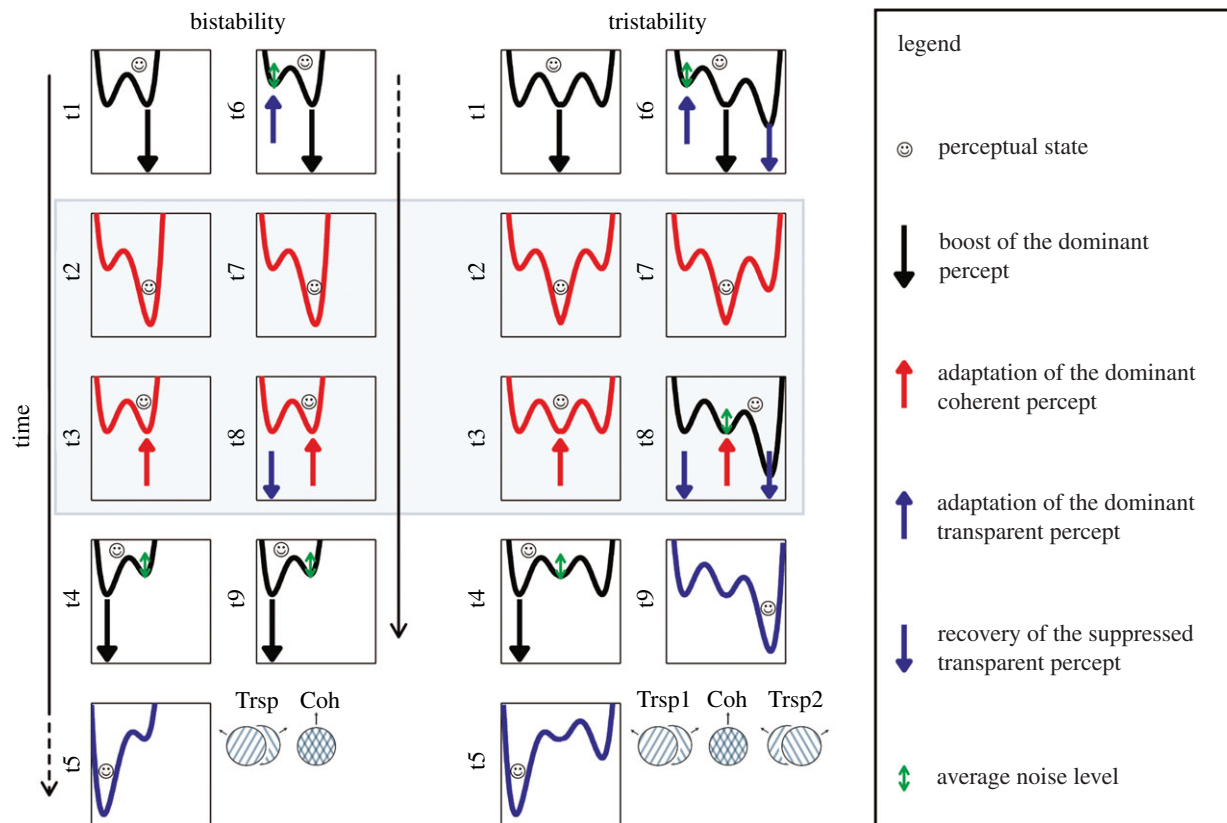 bistability
tristability
t1
t6
t1
t6
t2
t7
t2
t7
time
t3
t8
t3
t8
t4
t9
t4
t9
t5
Trsp
Coh
t5
Trsp1
Coh
Trsp2
legend
perceptual state
boost of the dominant
percept
adaptation of the dominant
coherent percept
adaptation of the dominant
transparent percept
recovery of the suppressed
transparent percept
average noise level